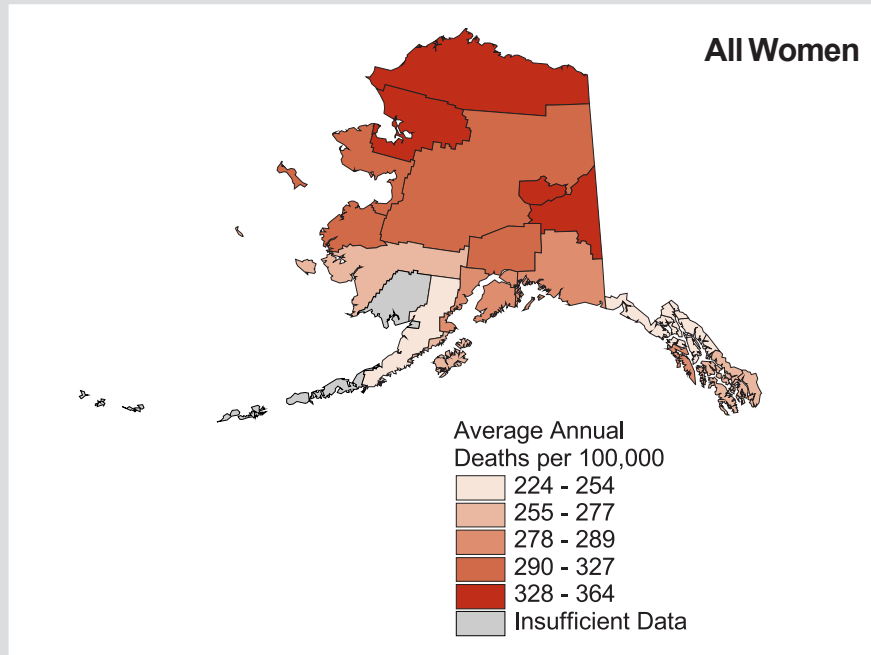 All Women
Average Annual
Deaths per 100,000
224 - 254
255 - 277
278 - 289
290 - 327
328 - 364
Insufficient Data